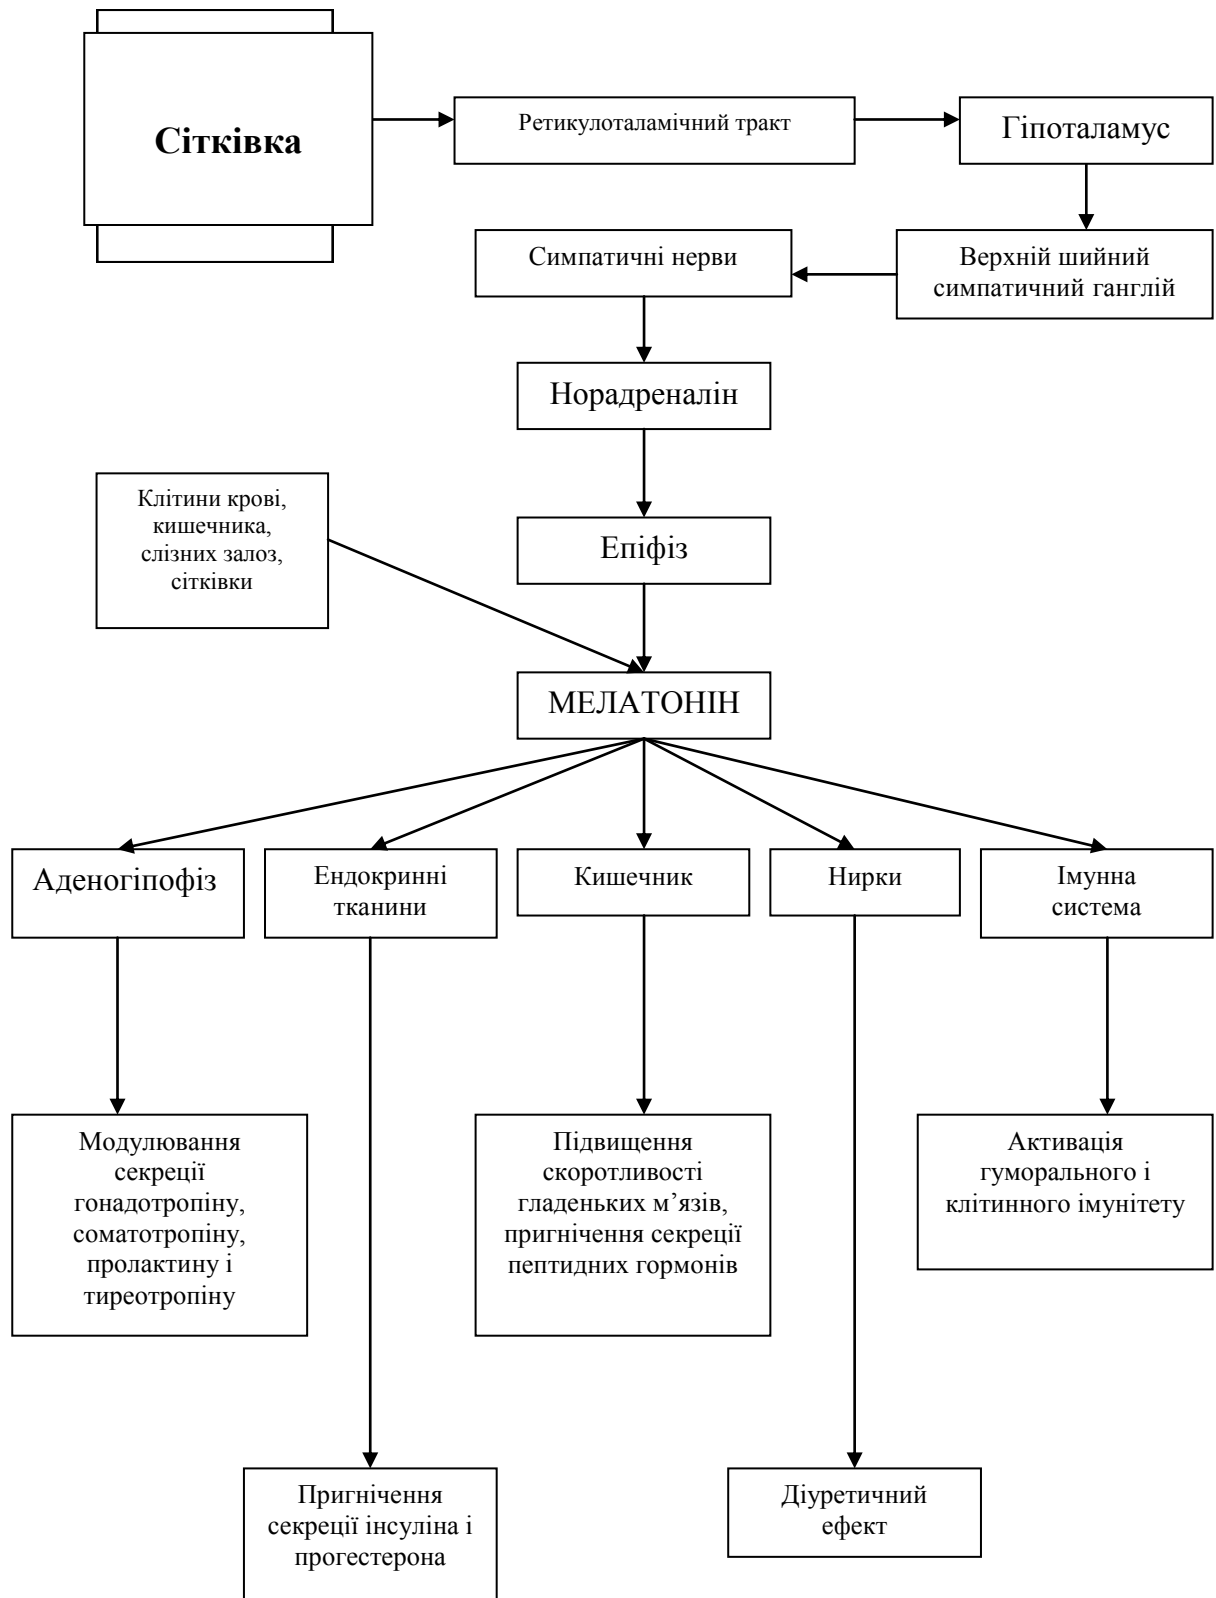 Сітківка
Ретикулоталамічний тракт
Гіпоталамус
Симпатичні нерви
Верхній шийний
симпатичний ганглій
Норадреналін
Клітини крові,
кишечника,
слізних залоз,
сітківки
Епіфіз
МЕЛАТОНІН
Аденогіпофіз
Ендокринні
тканини
Кишечник
Нирки
Імунна
система
Модулювання
секреції
гонадотропіну,
соматотропіну,
пролактину і
тиреотропіну
Підвищення
скоротливості
гладеньких м’язів,
пригнічення секреції
пептидних гормонів
Активація
гуморального і
клітинного імунітету
Пригнічення
секреції інсуліна і
прогестерона
Діуретичний
ефект